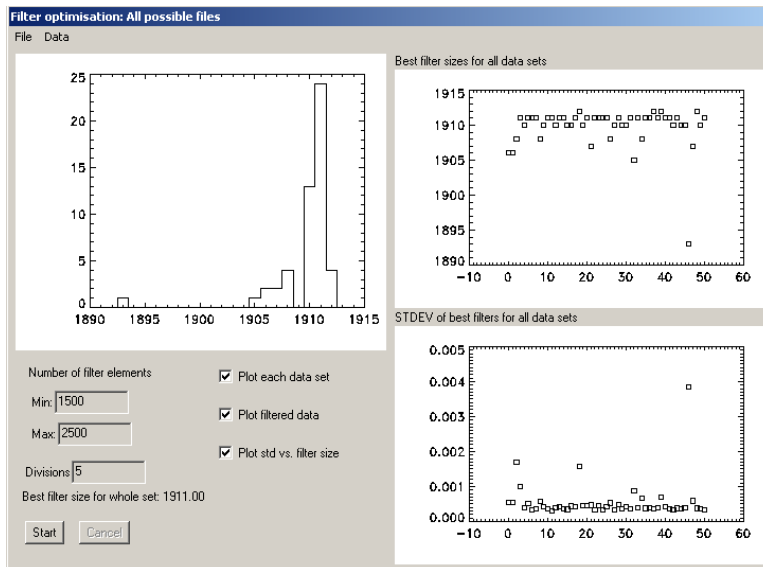 Filter optimisation: All possible files
File Data
25
20
15
10
5
0
1890 1895 1900 1905 1910 1915
Best filter sizes for all data sets
1915
1910
1905
1900
1895
1890
-10 0 10 20 30 40 50 60
STDEV of best filters for all data sets
0.005
0.004
0.003
0.002
0.001
0.000
-10 0 10 20 30 40 50 60
Number of filter elements
Min: 1500
Max: 2500
Divisions 5
Best filter size for whole set: 1911.00
Plot each data set
Plot filtered data
Plot std vs. filter size
Start Cancel